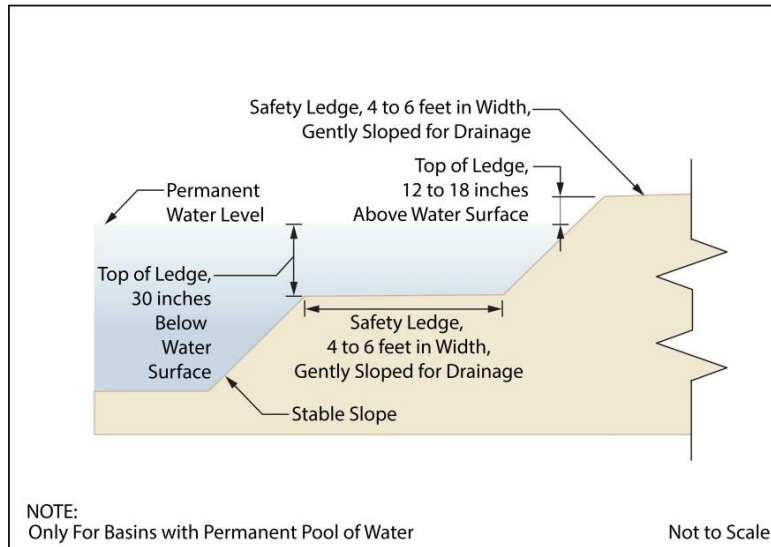 Safety Ledge, 4 to 6 feet in Width,
Gently Sloped for Drainage
Top of Ledge,
12 to 18 inches
Above Water Surface
Permanent
Water Level
Top of Ledge,
30 inches
Below
Water
Surface
Safety Ledge,
4 to 6 feet in Width,
Gently Sloped for Drainage
Stable Slope
NOTE:
Only For Basins with Permanent Pool of Water
Not to Scale